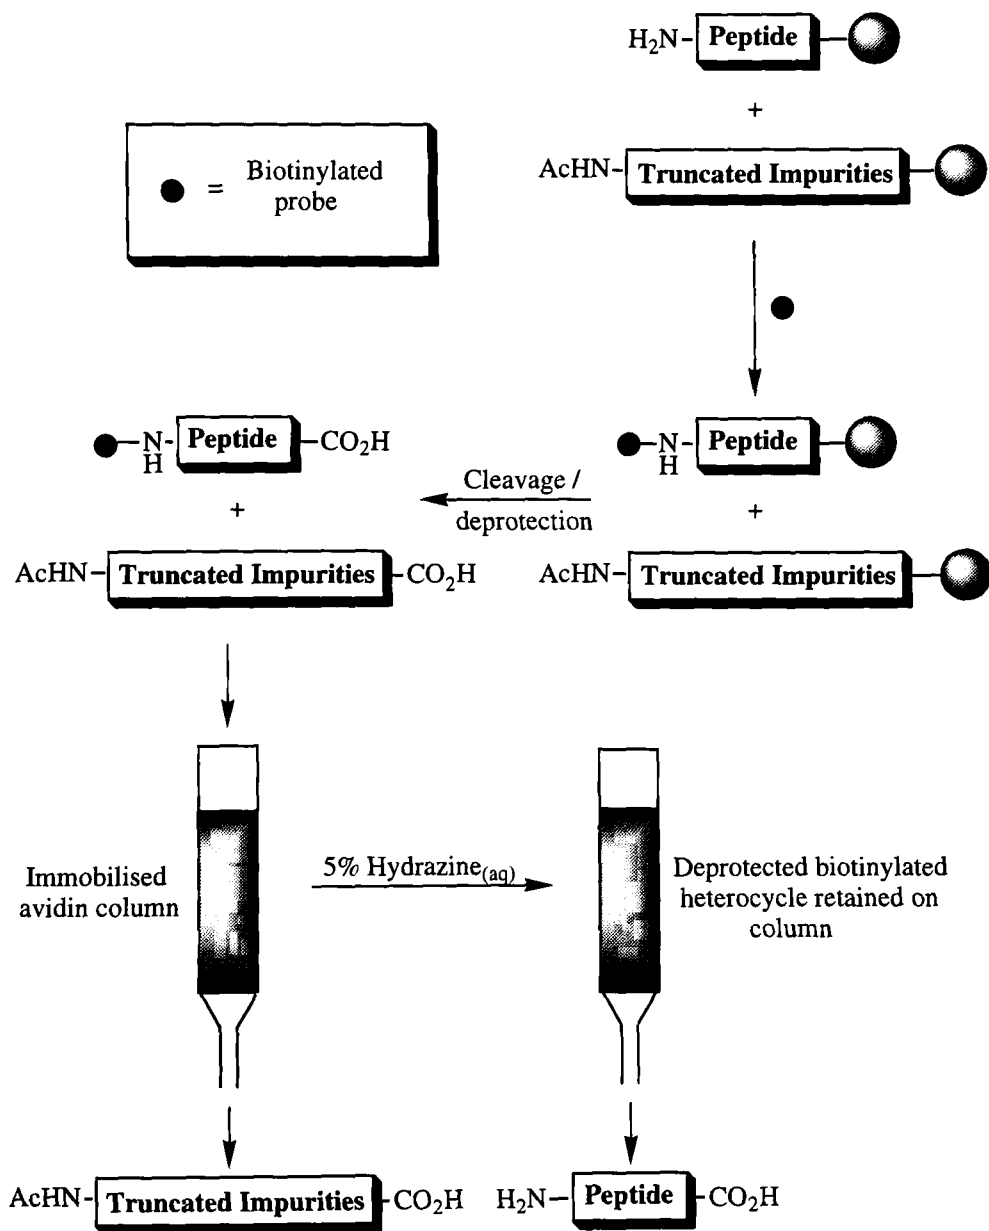 H₂N- Peptide
+
AcHN- Truncated Impurities
● = Biotinylated
probe
N
H
Peptide -CO₂H
N
H
Peptide
Cleavage /
deprotection
+
+
AcHN- Truncated Impurities -CO₂H
AcHN- Truncated Impurities
Immobilised
avidin column
5% Hydrazine(aq)
Deprotected biotinylated
heterocycle retained on
column
AcHN- Truncated Impurities -CO₂H
H₂N- Peptide -CO₂H